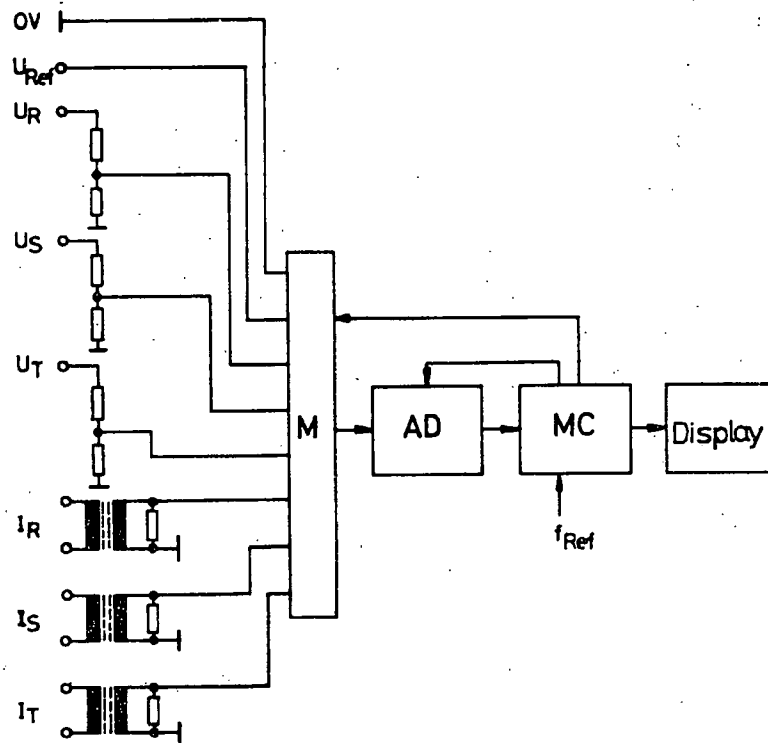 0V
U_Ref
U_R
U_S
U_T
I_R
I_S
I_T
M
AD
MC
Display
f_Ref